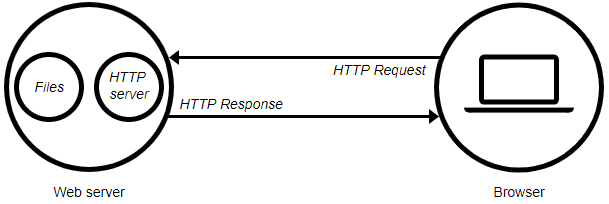 Files
HTTP
server
HTTP Request
HTTP Response
Web server
Browser